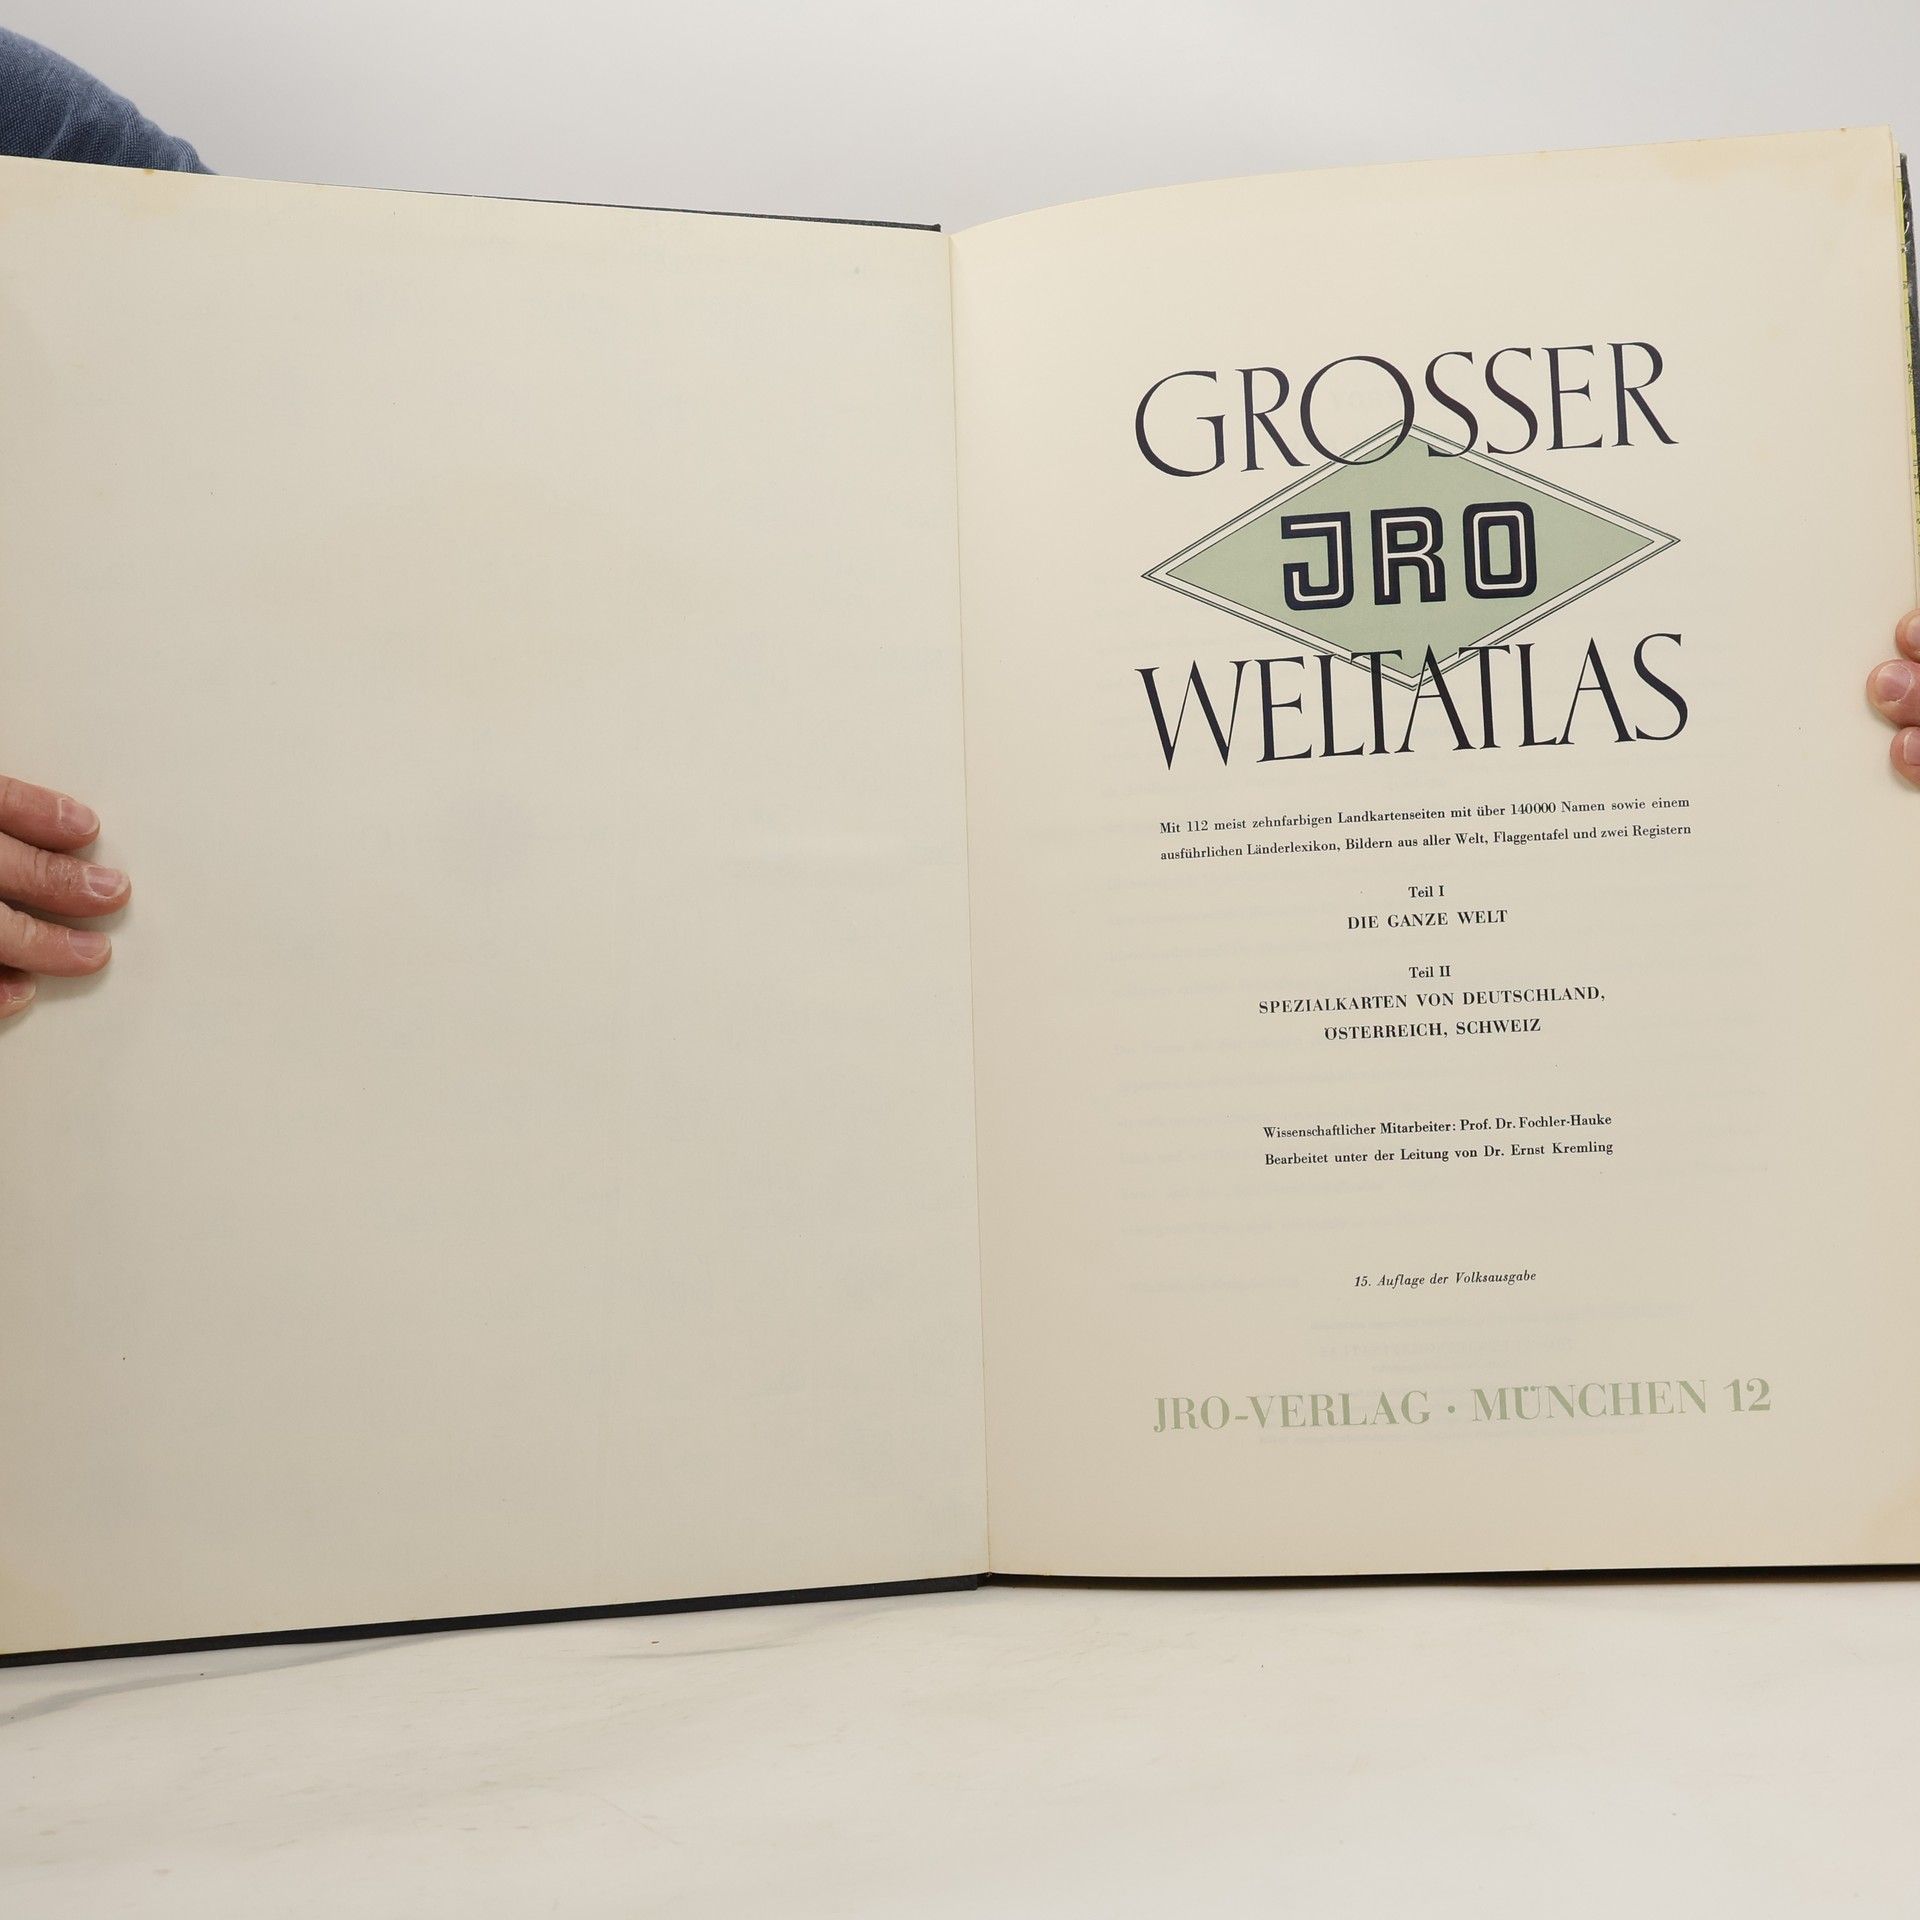 GROSSER
JRO
WELTATLAS
Mit 112 meist zehnfarbigen Landkartenseiten mit über 140000 Namen sowie einem
ausführlichen Länderlexikon, Bildern aus aller Welt, Flaggentafel und zwei Registern
Teil I
DIE GANZE WELT
Teil II
SPEZIALKARTEN VON DEUTSCHLAND,
ÖSTERREICH, SCHWEIZ
Wissenschaftlicher Mitarbeiter: Prof. Dr. Fochler-Hauke
Bearbeitet unter der Leitung von Dr. Ernst Kremling
15. Auflage der Volksausgabe
JRO-VERLAG · MÜNCHEN 12